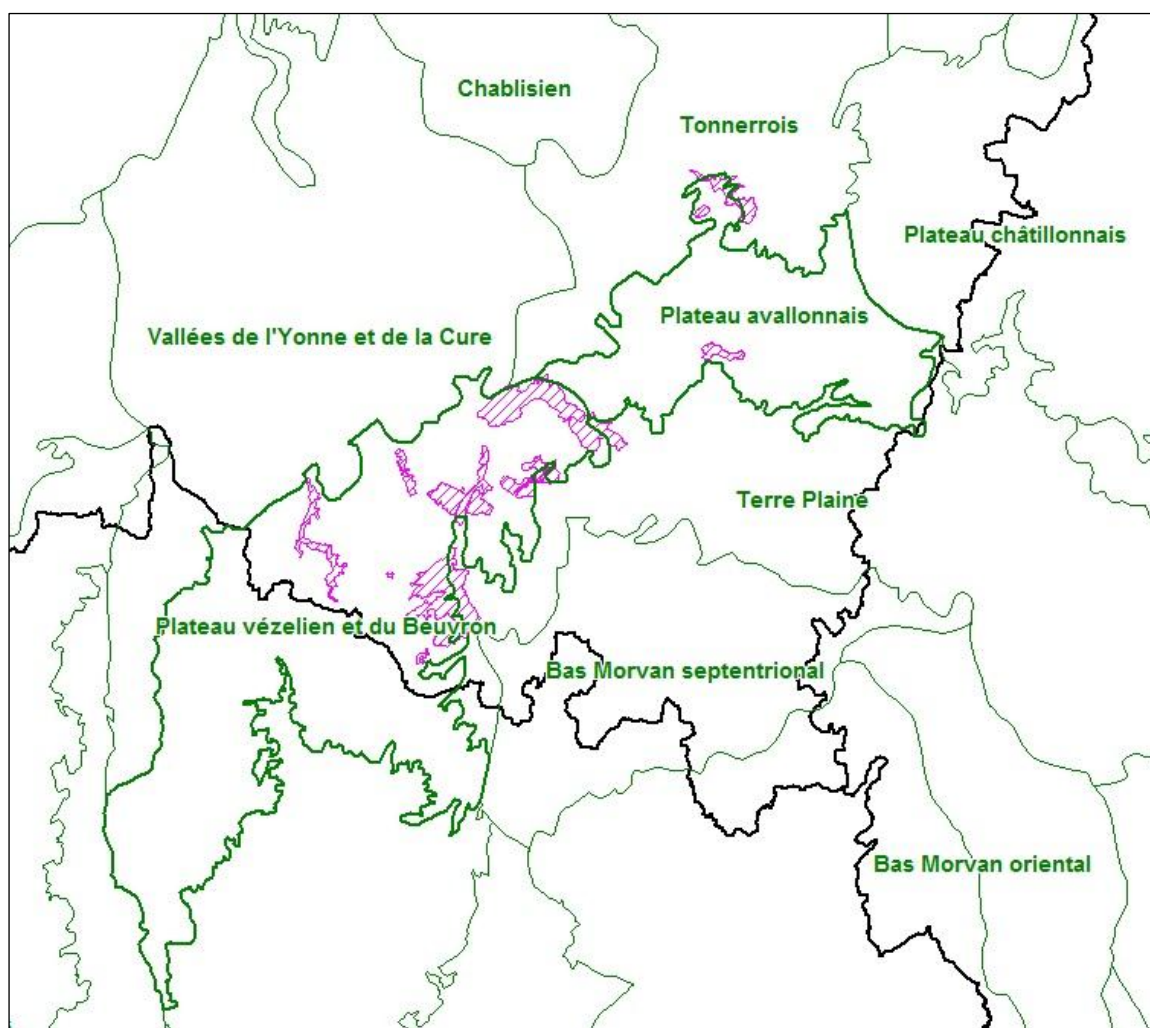 Chablisien
Tonnerrois
Plateau châtillonnais
Plateau avallonnais
Vallées de l'Yonne et de la Cure
Terre Plaine
Plateau vézelien et du Beuvron
Bas Morvan septentrional
Bas Morvan oriental